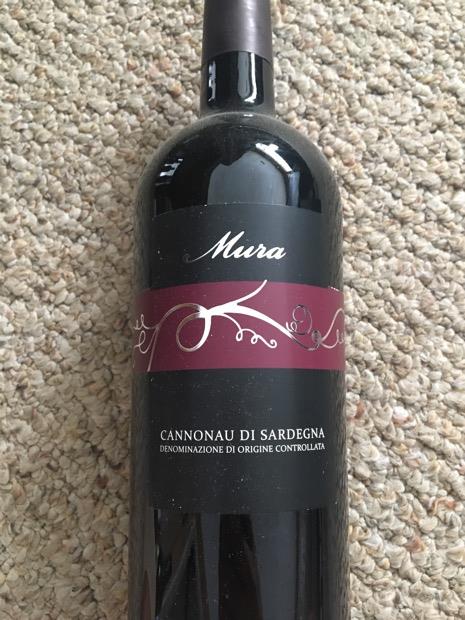 Mura
CANNONAU DI SARDEGNA
DENOMINAZIONE DI ORIGINE CONTROLLATA